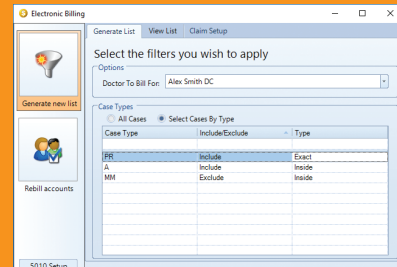 Electronic Billing
Generate List View List Claim Setup
Select the filters you wish to apply
Options
Doctor To Bill For: Alex Smith DC
Generate new list
Case Types
All Cases Select Cases By Type
Case Type Include/Exclude Type
PR Include Exact
A Include Inside
MM Exclude Inside
Rebill accounts
5010 Setup